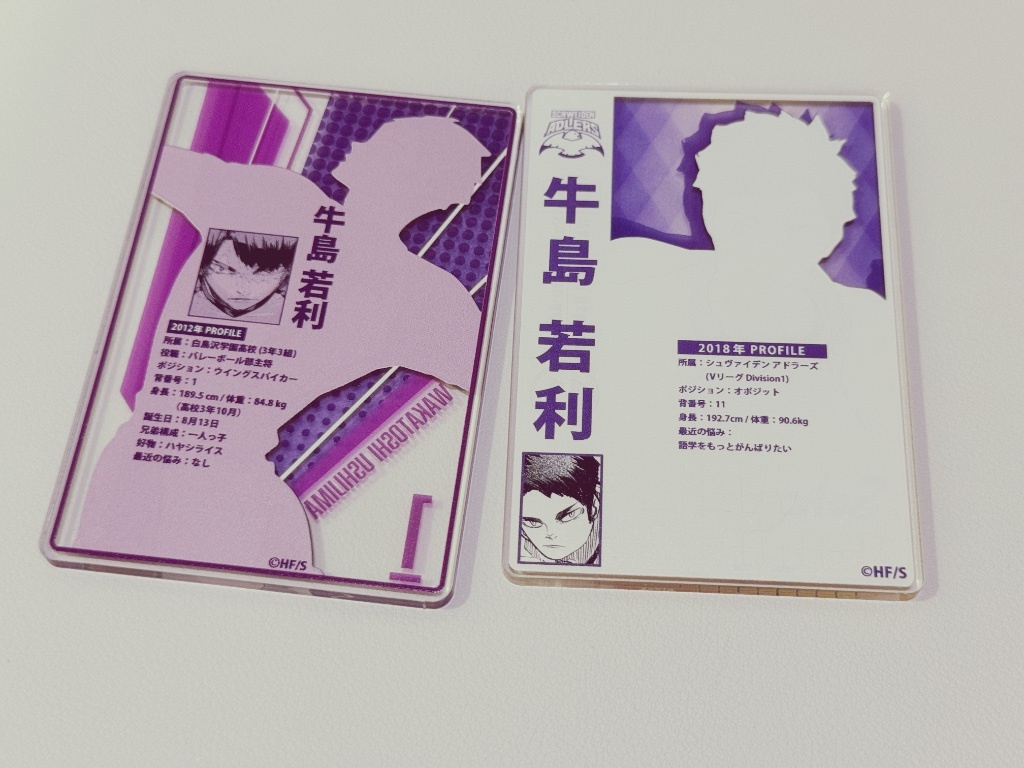 牛島 若利
2012年 PROFILE
所属：白鳥沢学園高校 (3年3組)
役職：バレーボール部主将
ポジション：ウイングスパイカー
背番号：1
身長：189.5 cm / 体重：84.8 kg
(高校3年10月)
誕生日：8月13日
兄弟構成：一人っ子
好物：ハヤシライス
最近の悩み：なし
WAKATOSHI USHIJIMA
1
©HF/S
SCHWEIDEN
ADLERS
牛島 若利
2018年 PROFILE
所属：シュヴァイデン アドラーズ
(Vリーグ Division1)
ポジション：オポジット
背番号：11
身長：192.7cm / 体重：90.6kg
最近の悩み：
語学をもっとがんばりたい
©HF/S